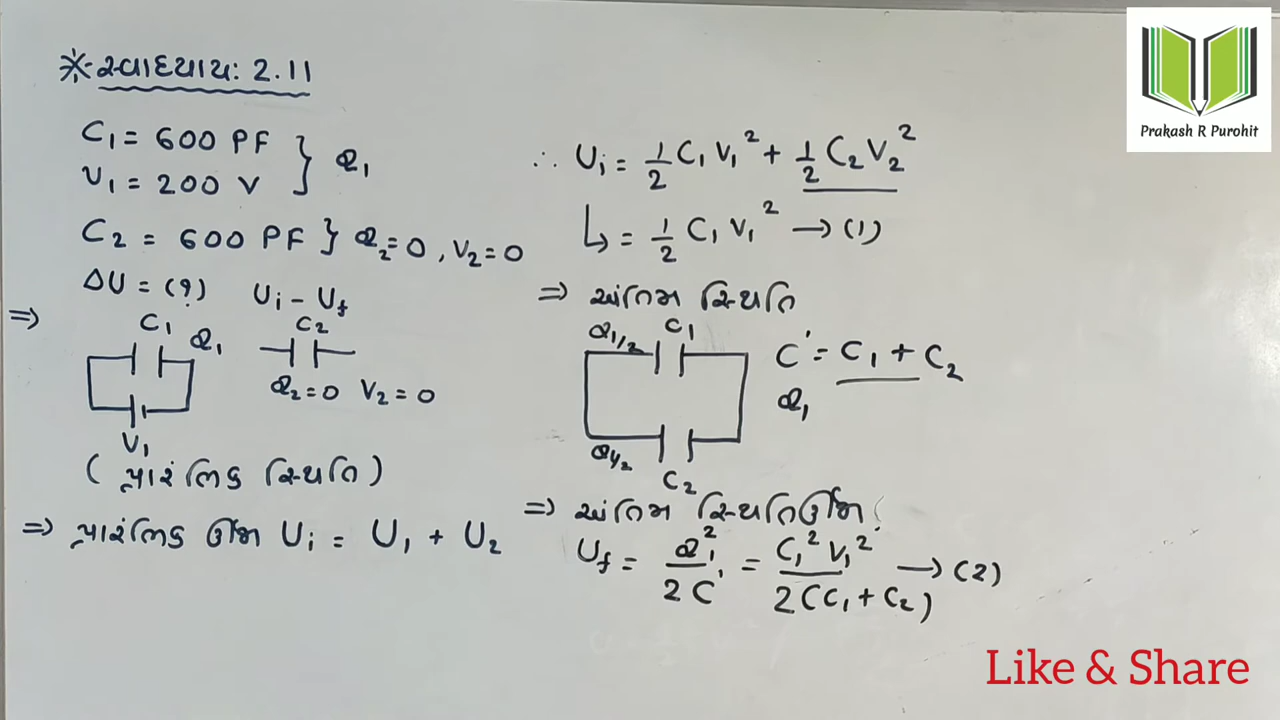 ※ સ્વાધ્યાય: 2.11
C₁ = 600 PF
V₁ = 200 V } Q₁
C₂ = 600 PF } Q₂ = 0 , V₂ = 0
ΔU = (?) Uᵢ - U_f
⇒
C₁ Q₁ C₂
Q₂ = 0 V₂ = 0
V₁
( પ્રારંભિક સ્થિતિ )
⇒ પ્રારંભિક ઊર્જા Uᵢ = U₁ + U₂
∴ Uᵢ = 1/2 C₁ V₁² + 1/2 C₂ V₂²
↳ = 1/2 C₁ V₁² → (1)
⇒ અંતિમ સ્થિતિ
Q₁/₂ C₁
C' = C₁ + C₂
Q₁
Q₁/₂ C₂
⇒ અંતિમ સ્થિતિઊર્જા :
U_f = Q₁²/2C' = C₁² V₁²/2(C₁ + C₂) → (2)
Prakash R Purohit
Like & Share